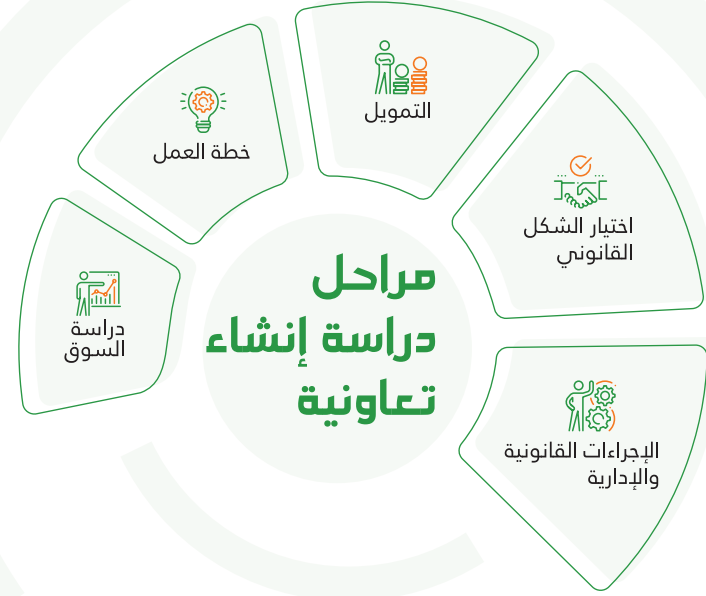 مراحل
دراسة إنشاء
تعاونية
دراسة
السوق
خطة العمل
التمويل
اختيار الشكل
القانوني
الإجراءات القانونية
والإدارية